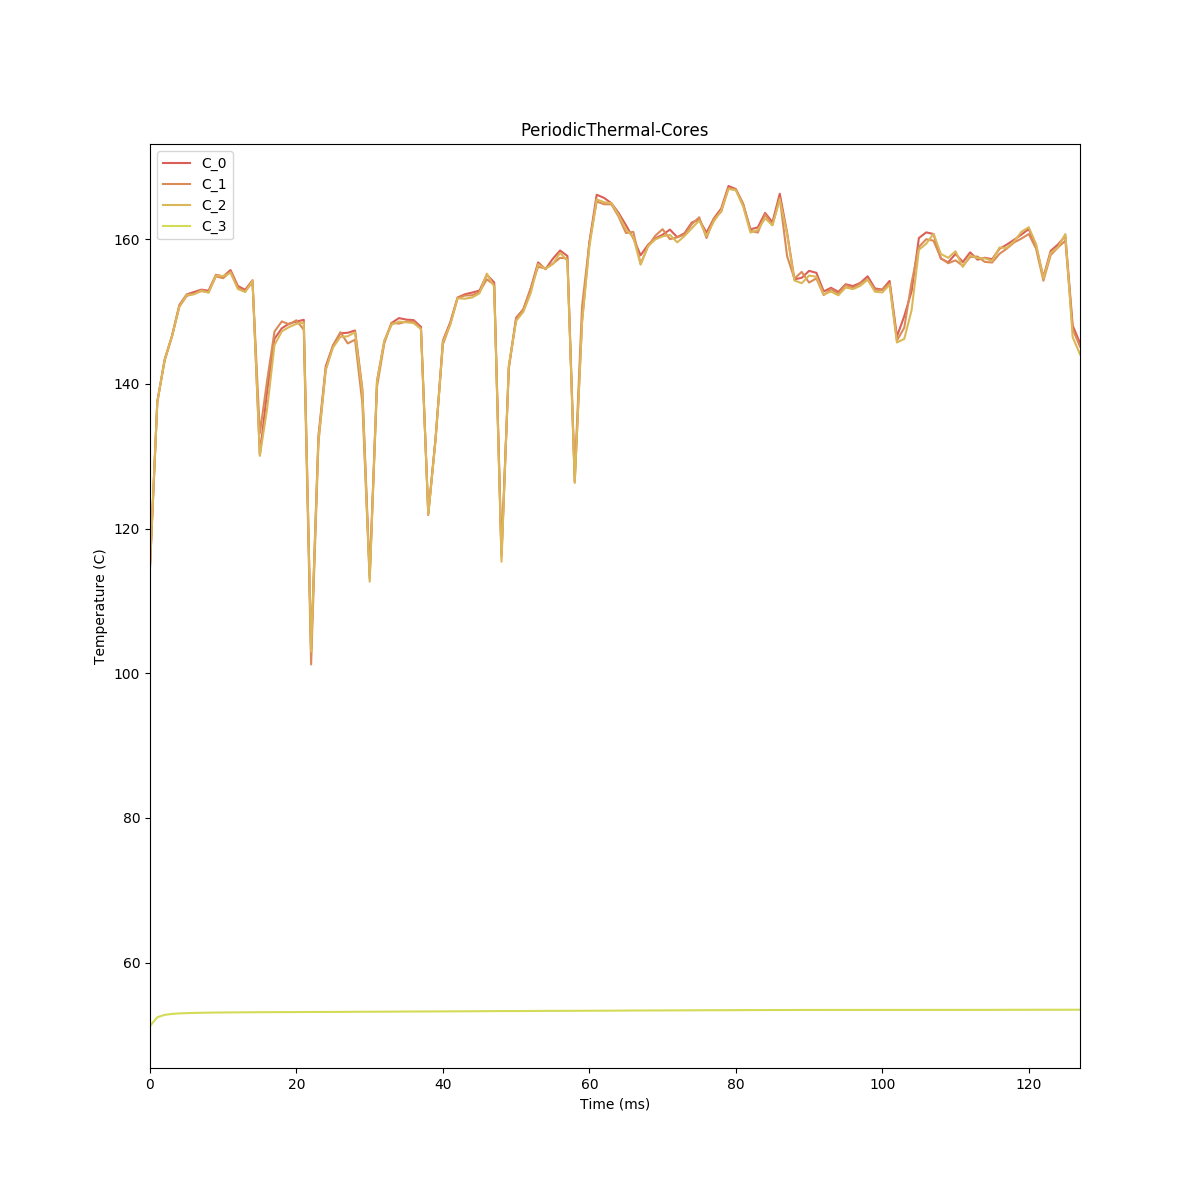 PeriodicThermal-Cores
C_0
C_1
C_2
C_3
160
140
120
100
80
60
Temperature (C)
0 20 40 60 80 100 120
Time (ms)